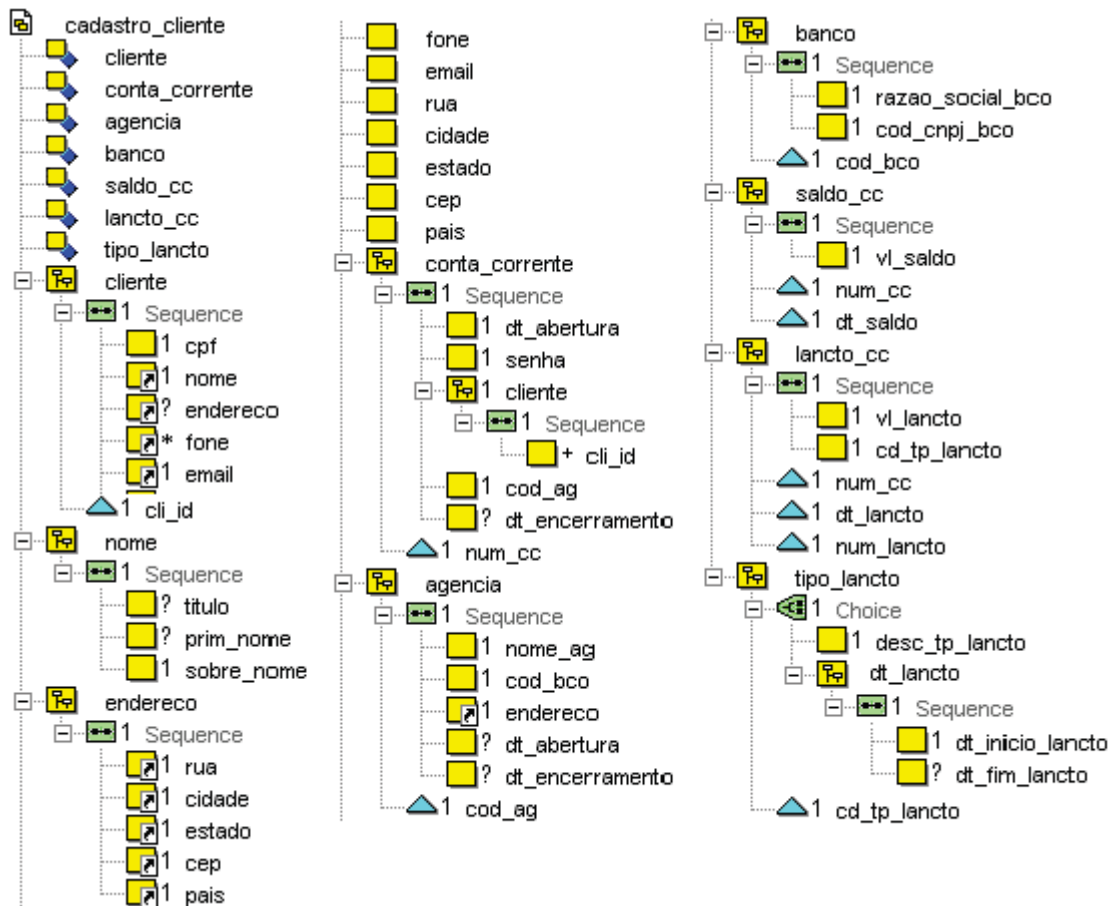 cadastro_cliente
cliente
conta_corrente
agencia
banco
saldo_cc
lancto_cc
tipo_lancto
cliente
1 Sequence
1 cpf
1 nome
? endereco
* fone
1 email
1 cli_id
nome
1 Sequence
? titulo
? prim_nome
1 sobre_nome
endereco
1 Sequence
1 rua
1 cidade
1 estado
1 cep
1 pais
fone
email
rua
cidade
estado
cep
pais
conta_corrente
1 Sequence
1 dt_abertura
1 senha
1 cliente
1 Sequence
+ cli_id
1 cod_ag
? dt_encerramento
1 num_cc
agencia
1 Sequence
1 nome_ag
1 cod_bco
1 endereco
? dt_abertura
? dt_encerramento
1 cod_ag
banco
1 Sequence
1 razao_social_bco
1 cod_cnpj_bco
1 cod_bco
saldo_cc
1 Sequence
1 vl_saldo
1 num_cc
1 dt_saldo
lancto_cc
1 Sequence
1 vl_lancto
1 cd_tp_lancto
1 num_cc
1 dt_lancto
1 num_lancto
tipo_lancto
1 Choice
1 desc_tp_lancto
dt_lancto
1 Sequence
1 dt_inicio_lancto
? dt_fim_lancto
1 cd_tp_lancto